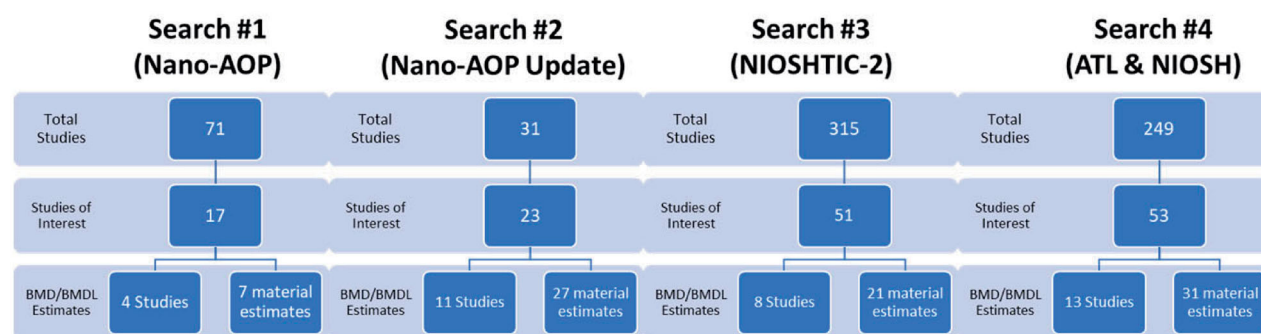 Search #1
(Nano-AOP)
Search #2
(Nano-AOP Update)
Search #3
(NIOSHTIC-2)
Search #4
(ATL & NIOSH)
Total
Studies
71
Total
Studies
31
Total
Studies
315
Total
Studies
249
Studies of
Interest
17
Studies of
Interest
23
Studies of
Interest
51
Studies of
Interest
53
BMD/BMDL
Estimates
4 Studies
7 material
estimates
BMD/BMDL
Estimates
11 Studies
27 material
estimates
BMD/BMDL
Estimates
8 Studies
21 material
estimates
BMD/BMDL
Estimates
13 Studies
31 material
estimates